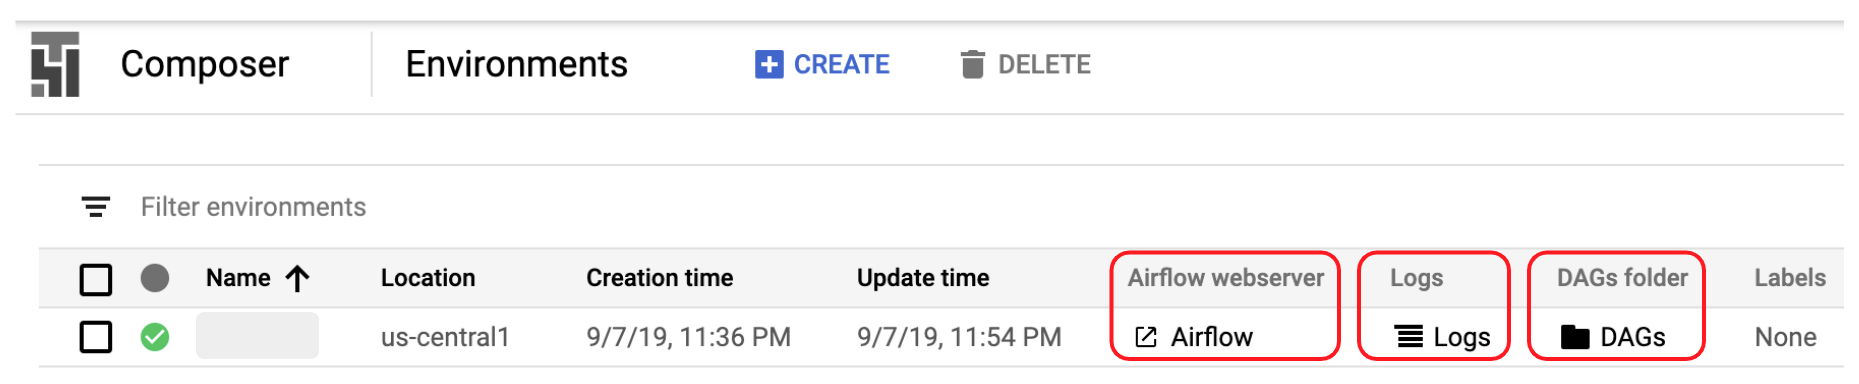 Composer Environments CREATE DELETE
Filter environments
Name Location Creation time Update time Airflow webserver Logs DAGs folder Labels
us-central1 9/7/19, 11:36 PM 9/7/19, 11:54 PM Airflow Logs DAGs None